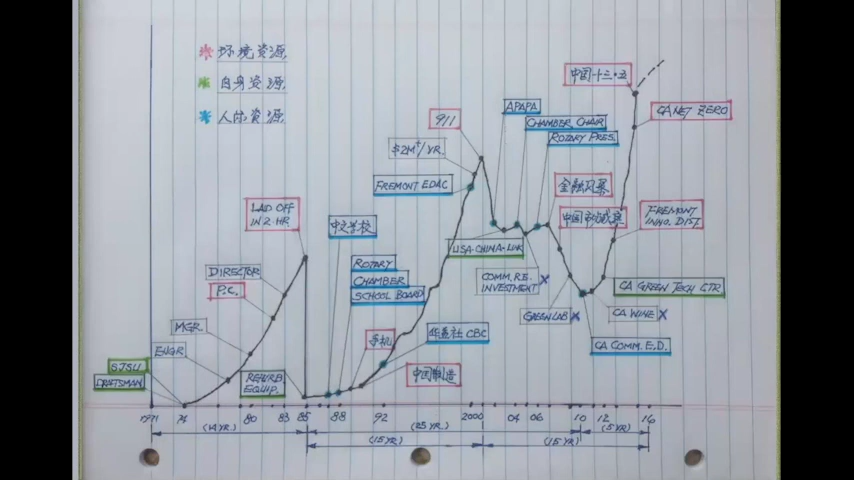 环境资源
自身资源
人际资源
中国十三·五
CA NET ZERO
911
APAPA
CHAMBER CHAIR
ROTARY PRES.
$2M+/YR.
FREMONT EDAC
金融风暴
中国
LAID OFF
IN 2 HR
中文学校
FREMONT
INNO. DIST.
USA-CHINA-LINK
ROTARY
CHAMBER
SCHOOL BOARD
DIRECTOR
P.C.
COMM. RE.
INVESTMENT X
CA GREEN TECH CTR
MGR.
GREEN LAB X
CA WINE X
手机
华嘉社 CBC
CA COMM. E.D.
ENGR
SJSU
DRAFTSMAN
REFURB
EQUIP.
中国制造
1971 74 80 83 85 88 92 2000 04 06 10 12 16
(14 YR.) (25 YR.) (5 YR)
(15 YR.) (15 YR.)